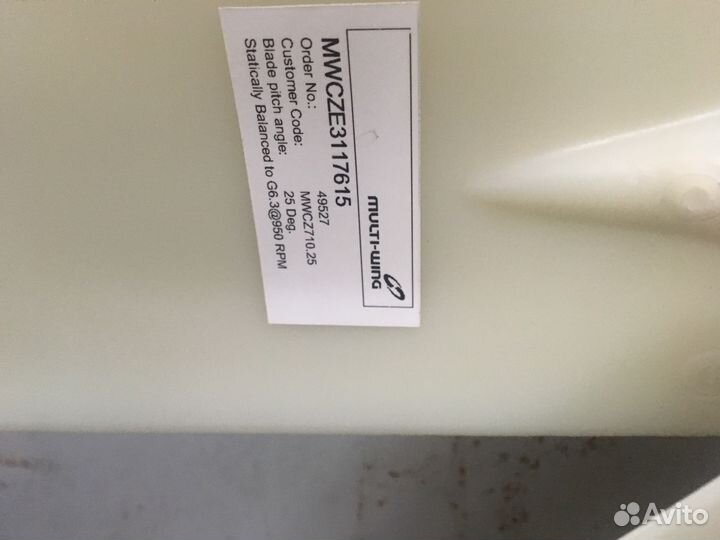 MULTI-WING
MWCZE3117615
Order No.: 49527
Customer Code: MWCZ710.25
Blade pitch angle: 25 Deg.
Statically Balanced to G6.3@950 RPM
Avito